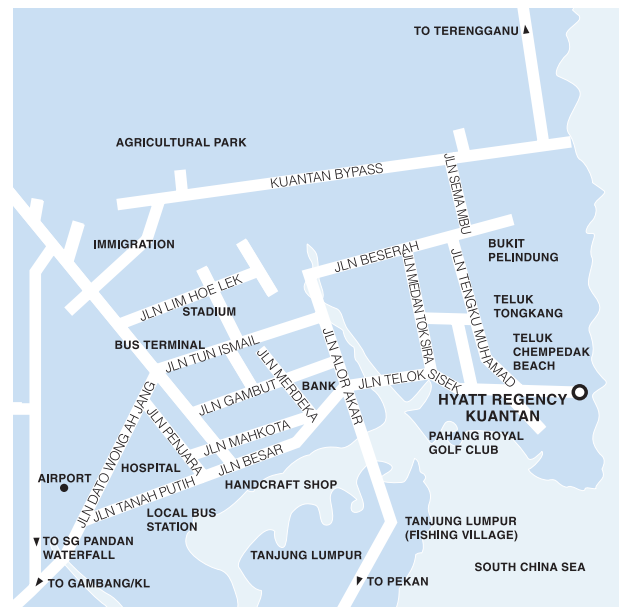 TO TERENGGANU
AGRICULTURAL PARK
KUANTAN BYPASS
JLN SEMA MBU
IMMIGRATION
JLN BESERAH
BUKIT
PELINDUNG
JLN LIM HOE LEK
STADIUM
JLN MEDAN TOK SIRA
JLN TENGKU MUHAMAD
TELUK
TONGKANG
BUS TERMINAL
JLN TUN ISMAIL
JLN ALOR AKAR
TELUK
CHEMPEDAK
BEACH
JLN MERDEKA
JLN GAMBUT
BANK
JLN TELOK SISEK
HYATT REGENCY
KUANTAN
JLN DATO WONG AH JANG
JLN PENJARA
JLN MAHKOTA
PAHANG ROYAL
GOLF CLUB
AIRPORT
HOSPITAL
JLN BESAR
HANDCRAFT SHOP
JLN TANAH PUTIH
LOCAL BUS
STATION
TANJUNG LUMPUR
(FISHING VILLAGE)
TO SG PANDAN
WATERFALL
TANJUNG LUMPUR
SOUTH CHINA SEA
TO GAMBANG/KL
TO PEKAN